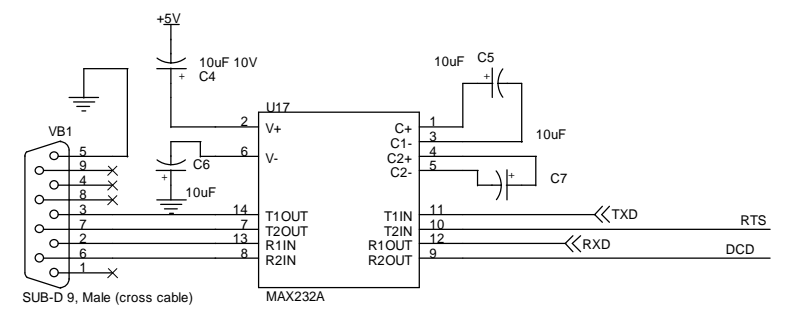 +5V
10uF 10V
C4
+
10uF
C5
+
U17
VB1
2
V+
C+
1
10uF
C1-
3
5
6
V-
C2+
4
9
C6
C2-
5
C7
+
4
+
8
10uF
3
14
T1OUT
T1IN
11
TXD
7
7
T2OUT
T2IN
10
RTS
2
13
R1IN
R1OUT
12
RXD
6
8
R2IN
R2OUT
9
DCD
1
SUB-D 9, Male (cross cable)
MAX232A